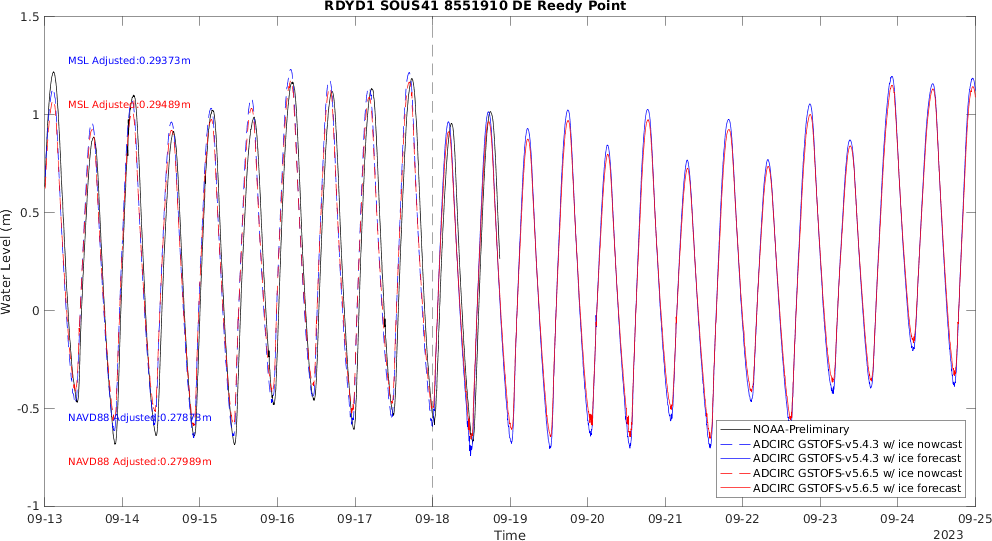 RDYD1 SOUS41 8551910 DE Reedy Point
Water Level (m)
1.5
1
0.5
0
-0.5
-1
MSL Adjusted:0.29373m
MSL Adjusted:0.29489m
NAVD88 Adjusted:0.27873m
NAVD88 Adjusted:0.27989m
NOAA-Preliminary
ADCIRC GSTOFS-v5.4.3 w/ ice nowcast
ADCIRC GSTOFS-v5.4.3 w/ ice forecast
ADCIRC GSTOFS-v5.6.5 w/ ice nowcast
ADCIRC GSTOFS-v5.6.5 w/ ice forecast
09-13 09-14 09-15 09-16 09-17 09-18 09-19 09-20 09-21 09-22 09-23 09-24 09-25
Time
2023